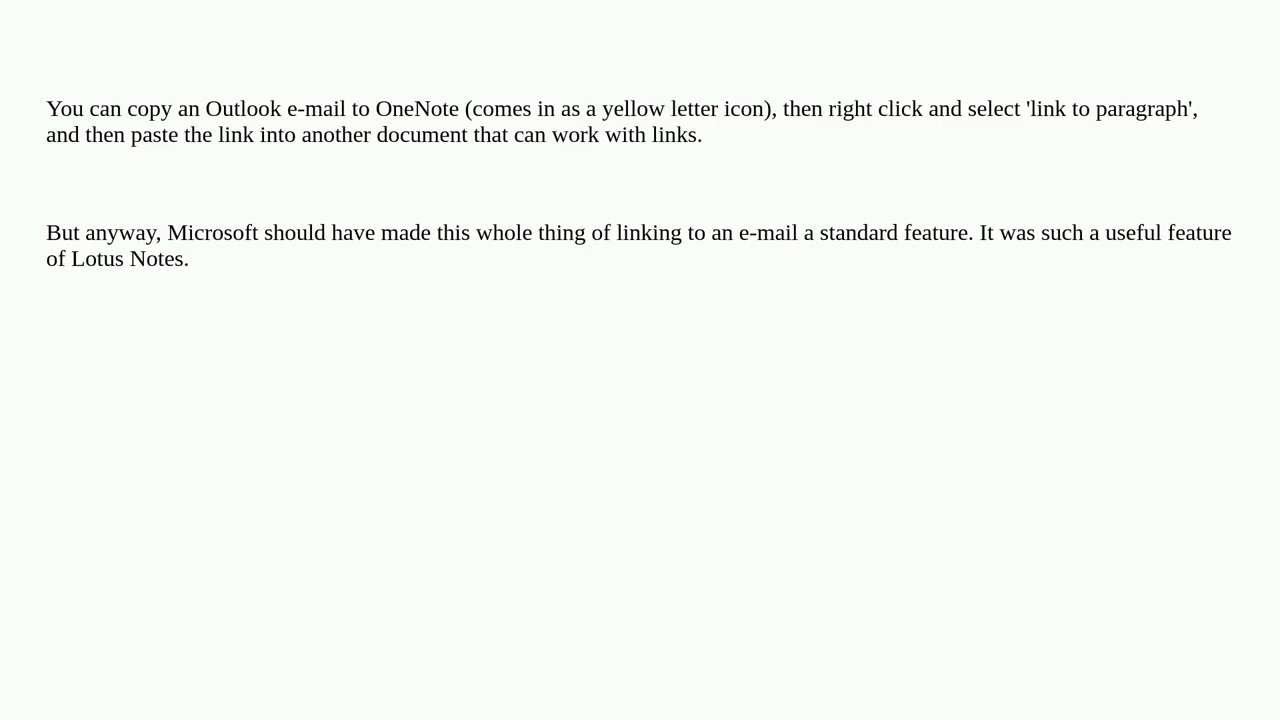 You can copy an Outlook e-mail to OneNote (comes in as a yellow letter icon), then right click and select 'link to paragraph',
and then paste the link into another document that can work with links.
But anyway, Microsoft should have made this whole thing of linking to an e-mail a standard feature. It was such a useful feature
of Lotus Notes.